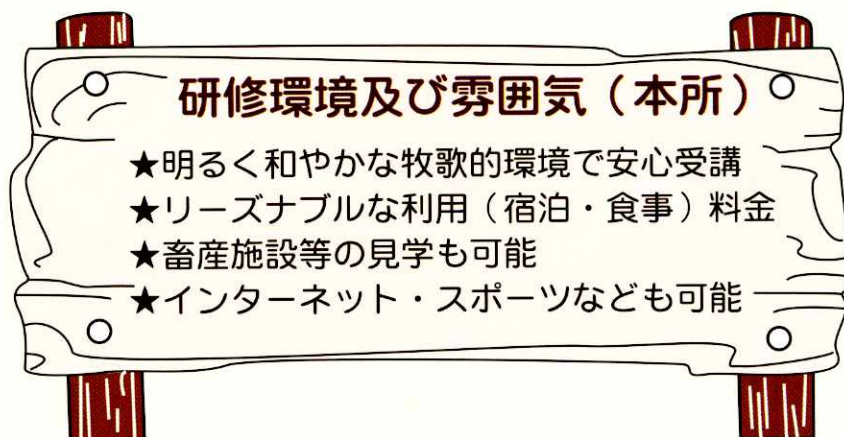 研修環境及び雰囲気（本所）
★明るく和やかな牧歌的環境で安心受講
★リーズナブルな利用（宿泊・食事）料金
★畜産施設等の見学も可能
★インターネット・スポーツなども可能